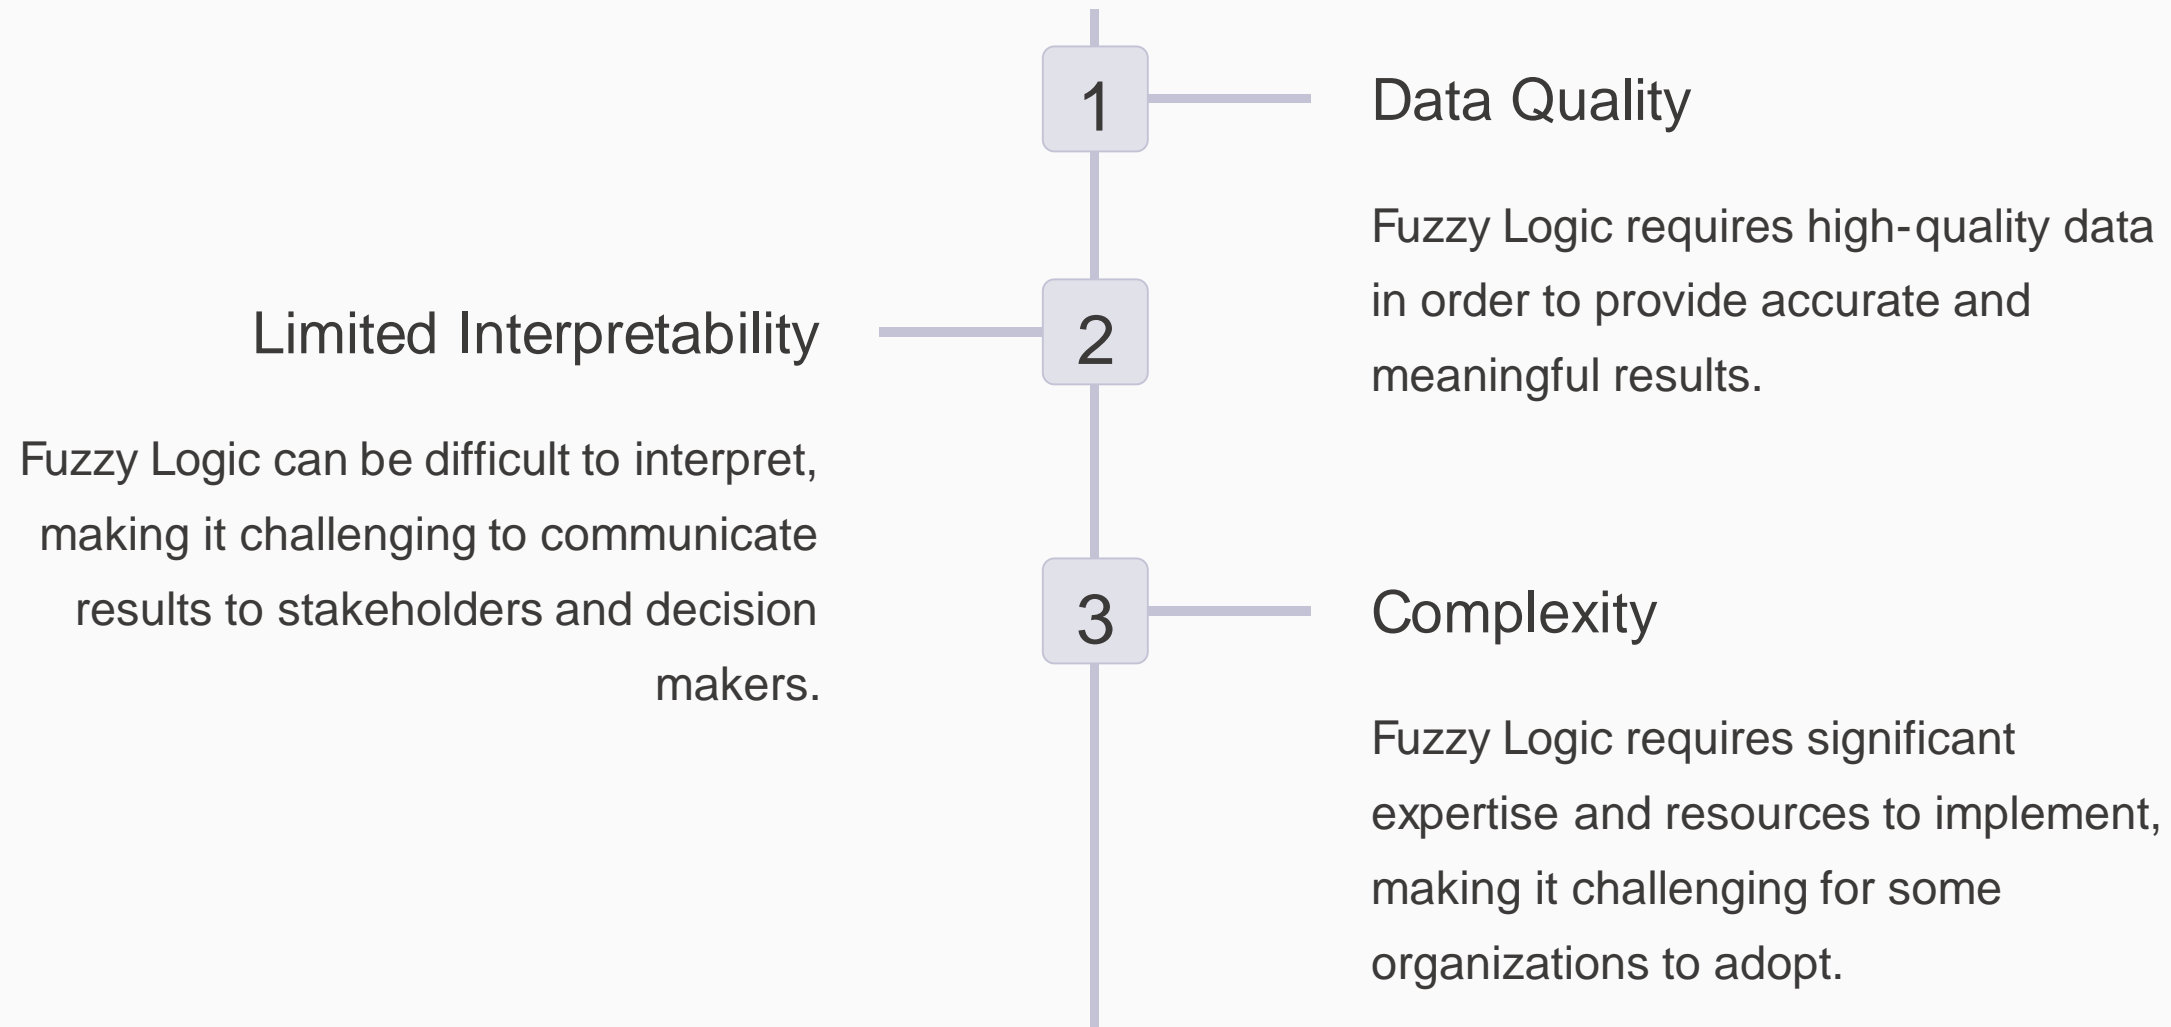 1
Data Quality
Fuzzy Logic requires high-quality data
in order to provide accurate and
meaningful results.
2
Limited Interpretability
Fuzzy Logic can be difficult to interpret,
making it challenging to communicate
results to stakeholders and decision
makers.
3
Complexity
Fuzzy Logic requires significant
expertise and resources to implement,
making it challenging for some
organizations to adopt.